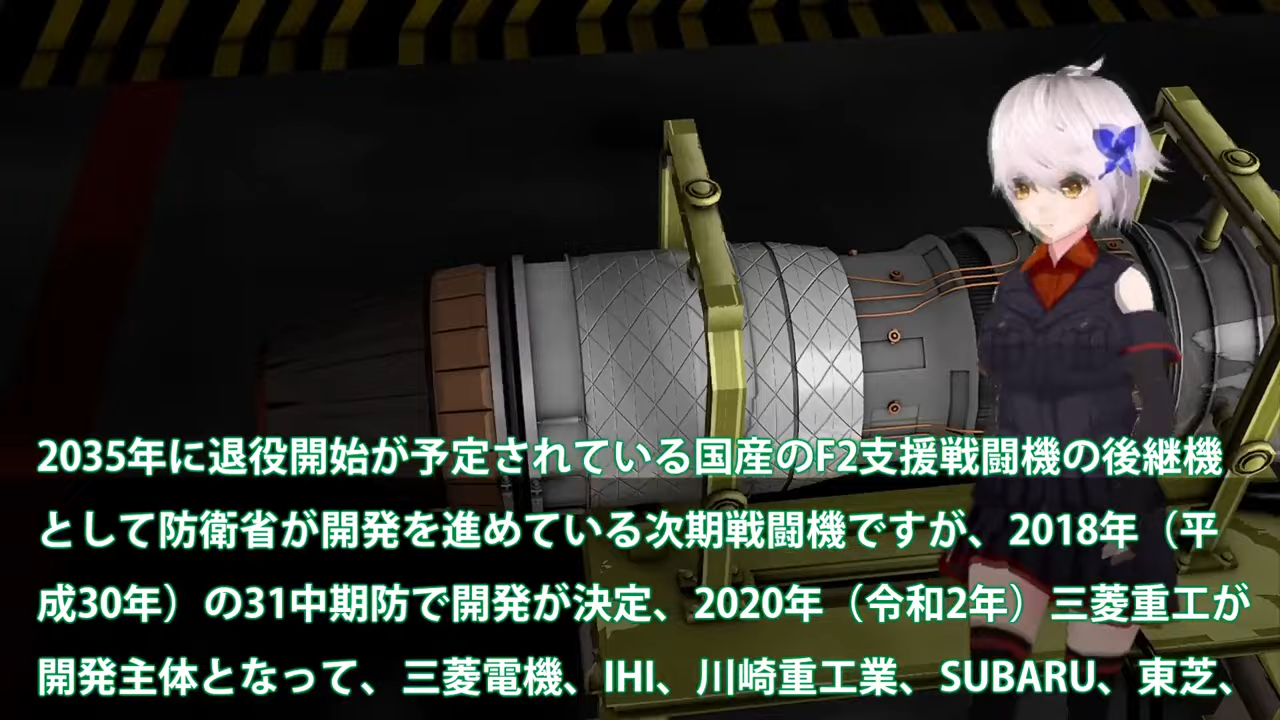 2035年に退役開始が予定されている国産のF2支援戦闘機の後継機
として防衛省が開発を進めている次期戦闘機ですが、2018年（平
成30年）の31中期防で開発が決定、2020年（令和2年）三菱重工が
開発主体となって、三菱電機、IHI、川崎重工業、SUBARU、東芝、